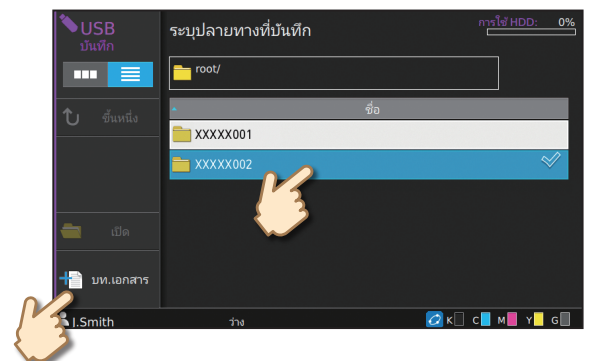 USB
บันทึก
ระบุปลายทางที่บันทึก
การใช้ HDD: 0%
root/
ขึ้นหนึ่ง
ชื่อ
XXXXX001
XXXXX002
เปิด
บท.เอกสาร
J.Smith
ว่าง
K C M Y G